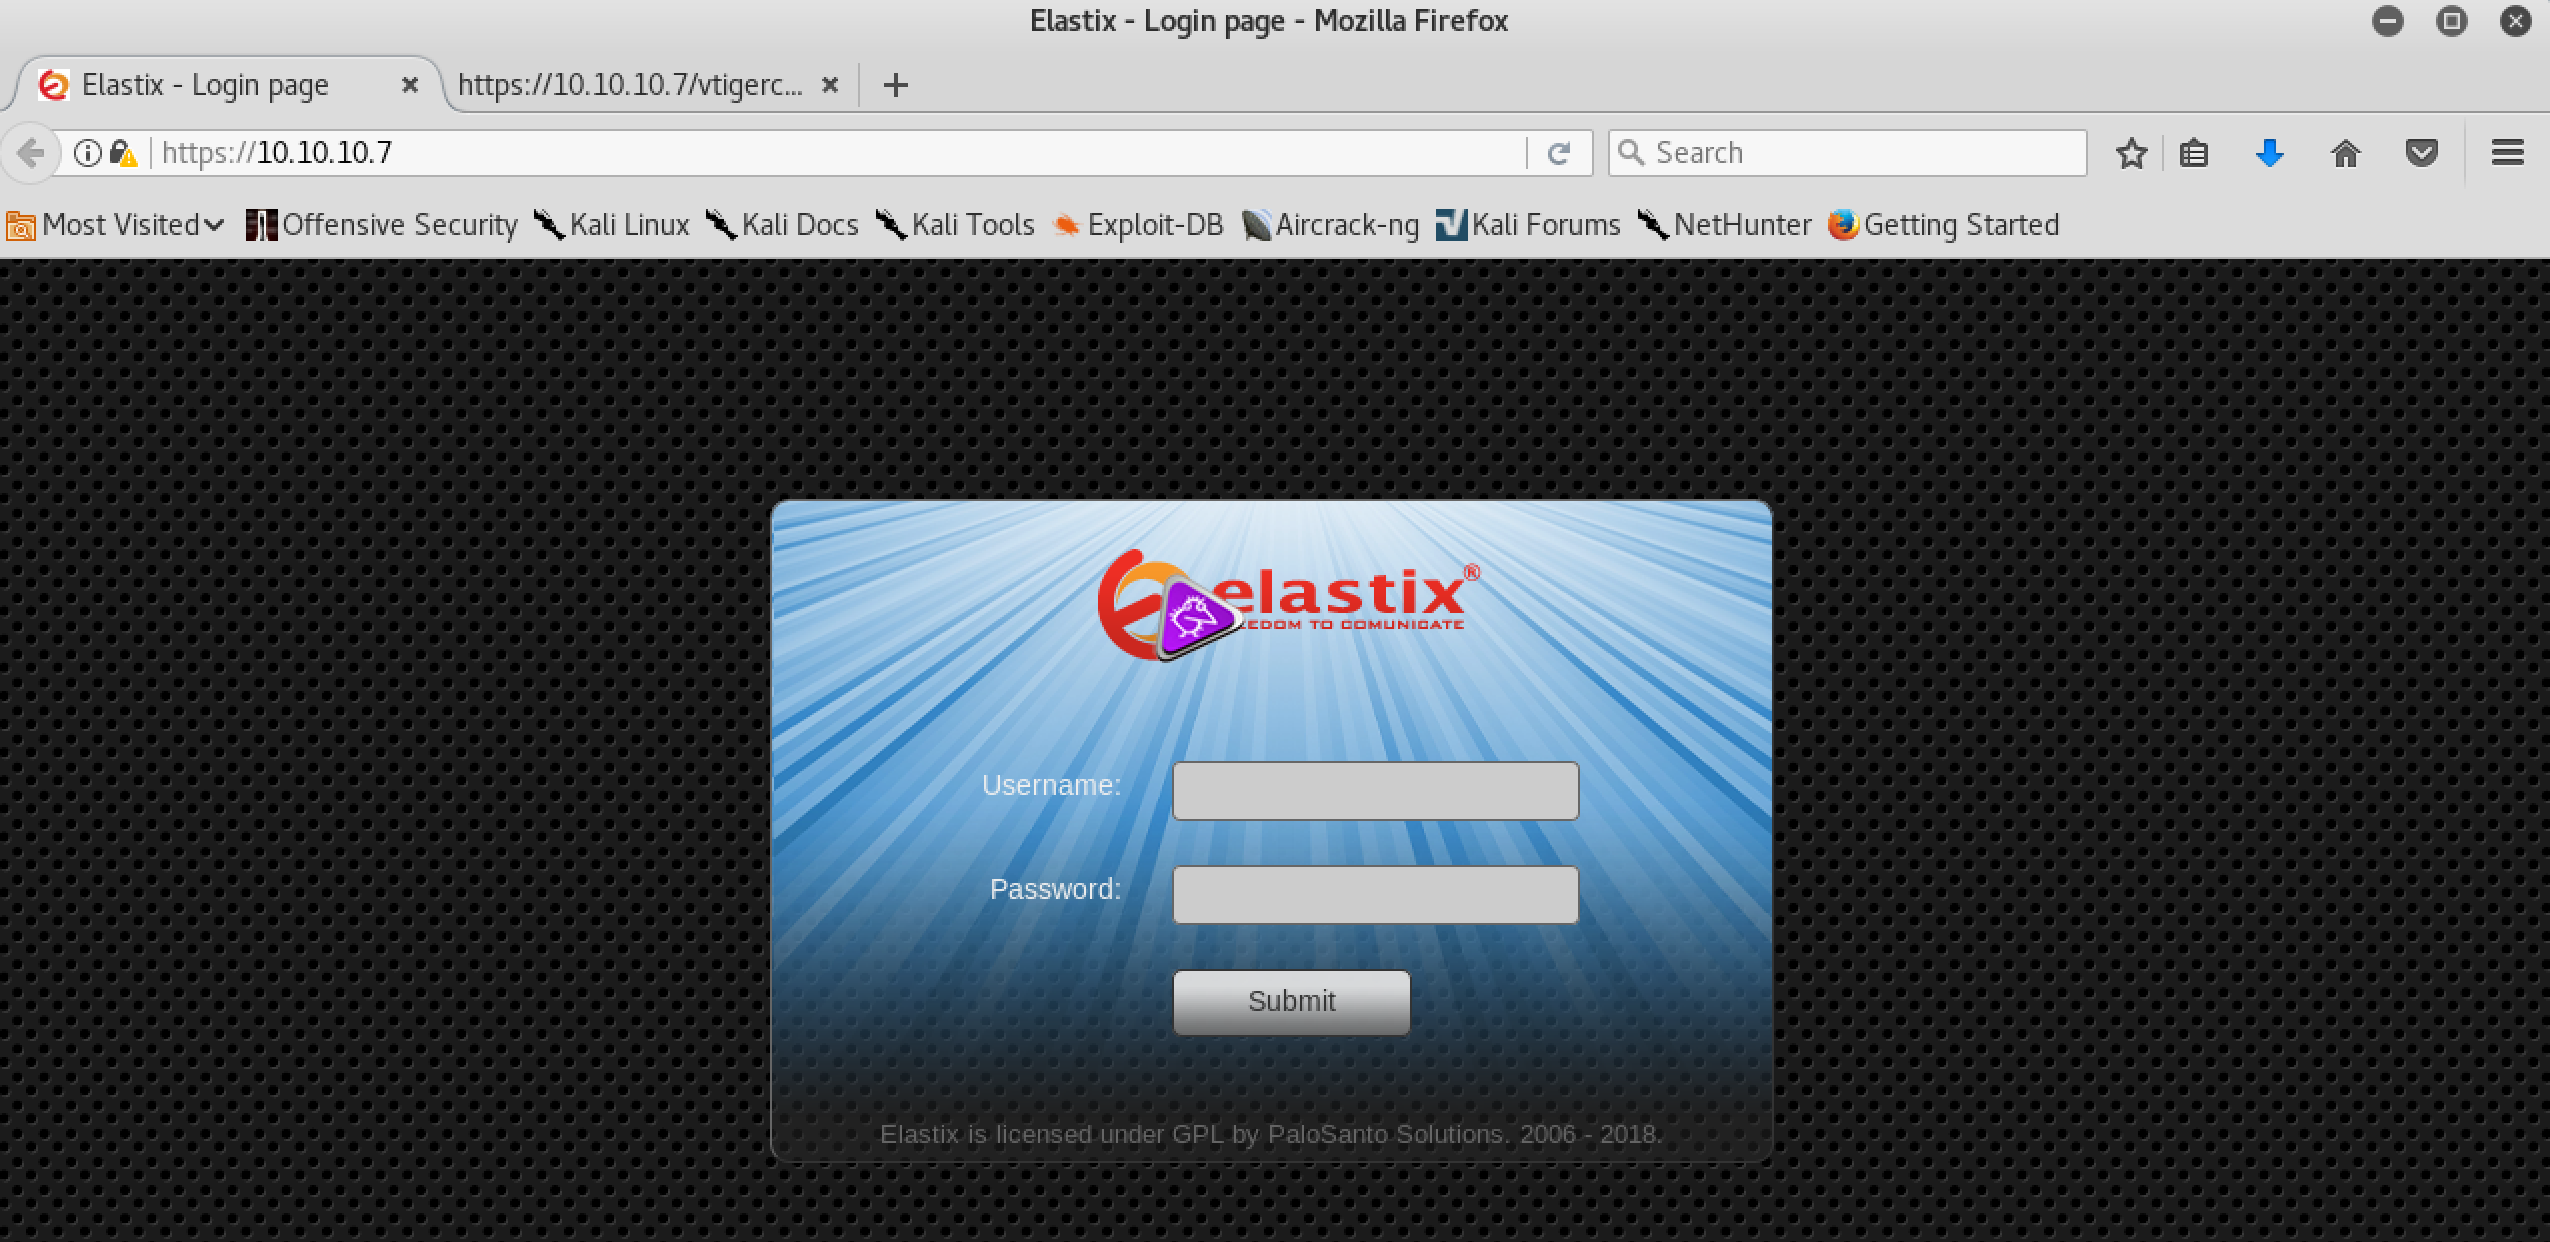 Elastix - Login page - Mozilla Firefox
Elastix - Login page https://10.10.10.7/vtigerc...
https://10.10.10.7 Search
Most Visited Offensive Security Kali Linux Kali Docs Kali Tools Exploit-DB Aircrack-ng Kali Forums NetHunter Getting Started
elastix®
EEDOM TO COMUNICATE
Username:
Password:
Submit
Elastix is licensed under GPL by PaloSanto Solutions. 2006 - 2018.